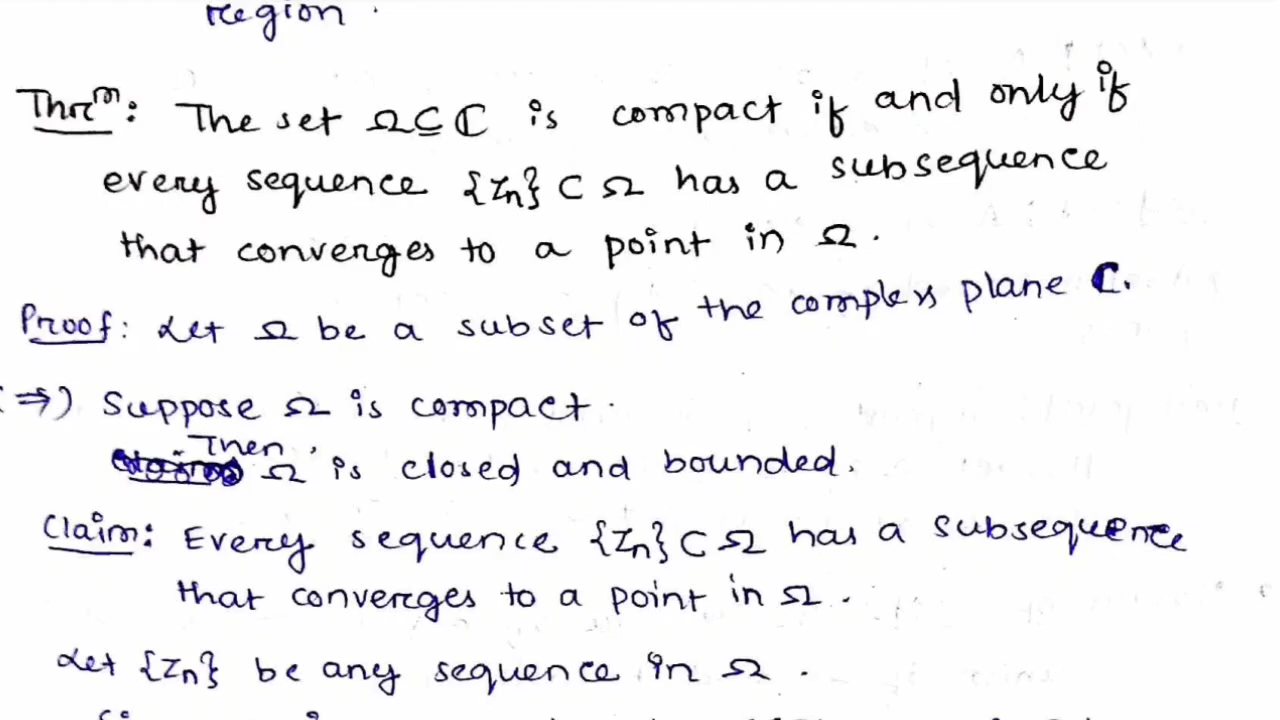 region.
Thrᵐ: The set Ω⊆ℂ is compact if and only if
every sequence {zn} ⊂ Ω has a subsequence
that converges to a point in Ω.
Proof: Let Ω be a subset of the complex plane ℂ.
(⇒) Suppose Ω is compact.
Then,
Ω is closed and bounded.
Claim: Every sequence {zn} ⊂ Ω has a subsequence
that converges to a point in Ω.
Let {zn} be any sequence in Ω.